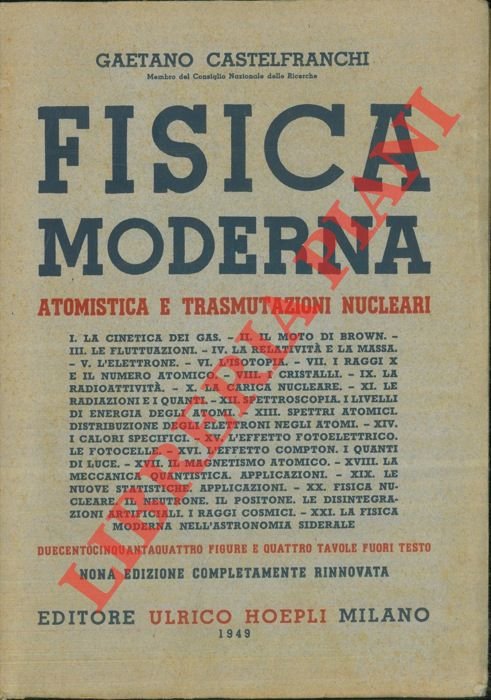 GAETANO CASTELFRANCHI
Membro del Consiglio Nazionale delle Ricerche
FISICA
MODERNA
ATOMISTICA E TRASMUTAZIONI NUCLEARI
I. LA CINETICA DEI GAS. – II. IL MOTO DI BROWN. –
III. LE FLUTTUAZIONI. – IV. LA RELATIVITÀ E LA MASSA.
– V. L'ELETTRONE. – VI. L'ISOTOPIA. – VII. I RAGGI X
E IL NUMERO ATOMICO. – VIII. I CRISTALLI. – IX. LA
RADIOATTIVITÀ. – X. LA CARICA NUCLEARE. – XI. LE
RADIAZIONI E I QUANTI. – XII. SPETTROSCOPIA. I LIVELLI
DI ENERGIA DEGLI ATOMI. – XIII. SPETTRI ATOMICI.
DISTRIBUZIONE DEGLI ELETTRONI NEGLI ATOMI. – XIV.
I CALORI SPECIFICI. – XV. L'EFFETTO FOTOELETTRICO.
LE FOTOCELLE. – XVI. L'EFFETTO COMPTON. I QUANTI
DI LUCE. – XVII. IL MAGNETISMO ATOMICO. – XVIII. LA
MECCANICA QUANTISTICA. APPLICAZIONI. – XIX. LE
NUOVE STATISTICHE. APPLICAZIONI. – XX. FISICA NU-
CLEARE. IL NEUTRONE. IL POSITONE. LE DISINTEGRA-
ZIONI ARTIFICIALI. I RAGGI COSMICI. – XXI. LA FISICA
MODERNA NELL'ASTRONOMIA SIDERALE
DUECENTOCINQUANTAQUATTRO FIGURE E QUATTRO TAVOLE FUORI TESTO
NONA EDIZIONE COMPLETAMENTE RINNOVATA
EDITORE ULRICO HOEPLI MILANO
1949
LIBRERIA PIANI